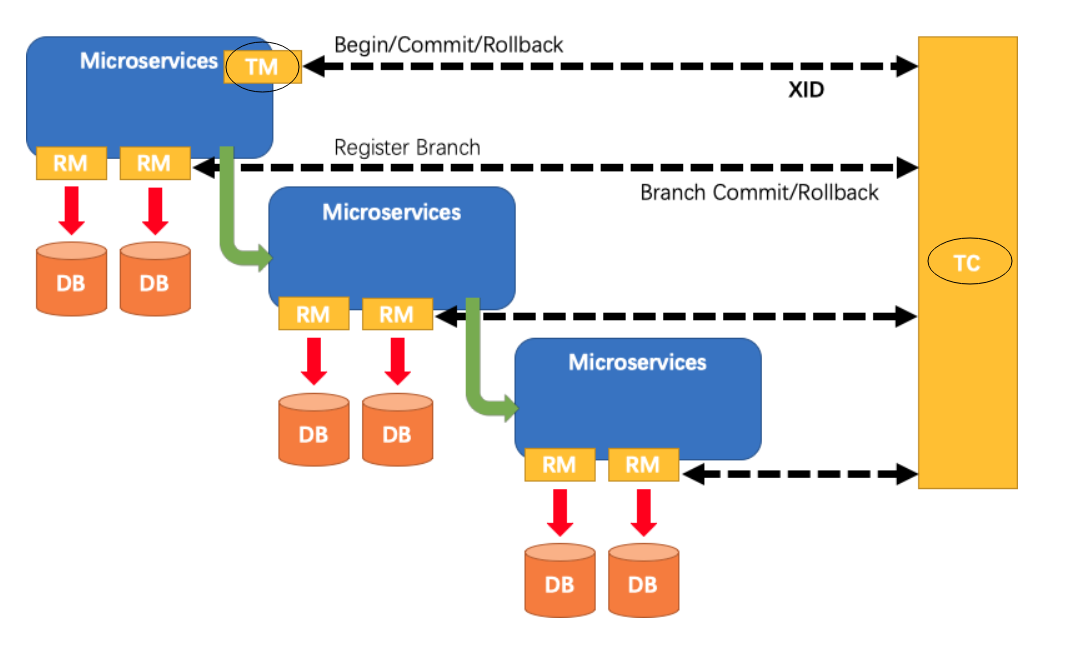 Begin/Commit/Rollback
Microservices
TM
XID
Register Branch
RM
RM
Branch Commit/Rollback
Microservices
TC
DB
DB
RM
RM
Microservices
DB
DB
RM
RM
DB
DB